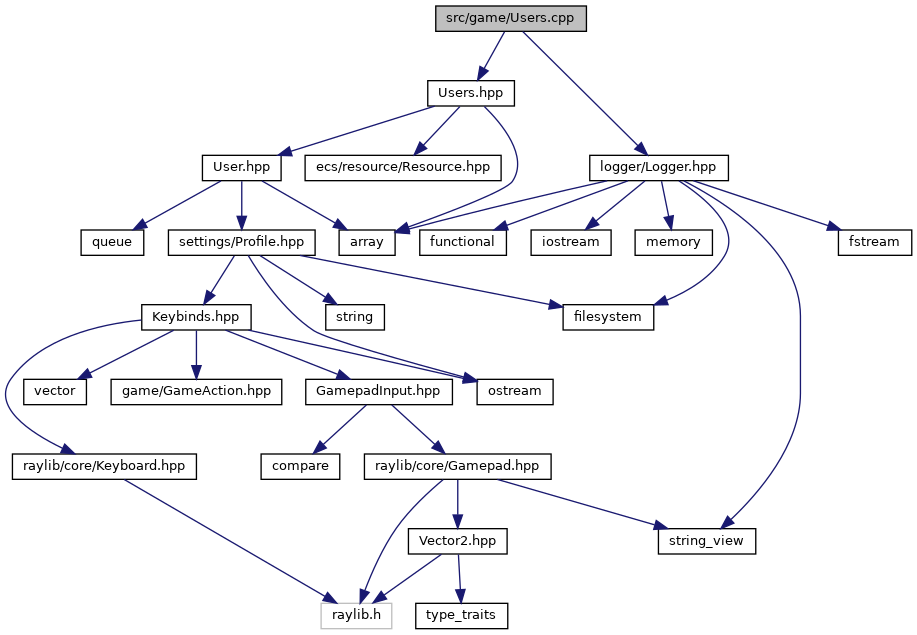 src/game/Users.cpp
Users.hpp
User.hpp
ecs/resource/Resource.hpp
logger/Logger.hpp
queue
settings/Profile.hpp
array
functional
iostream
memory
fstream
Keybinds.hpp
string
filesystem
vector
game/GameAction.hpp
GamepadInput.hpp
ostream
raylib/core/Keyboard.hpp
compare
raylib/core/Gamepad.hpp
Vector2.hpp
string_view
raylib.h
type_traits